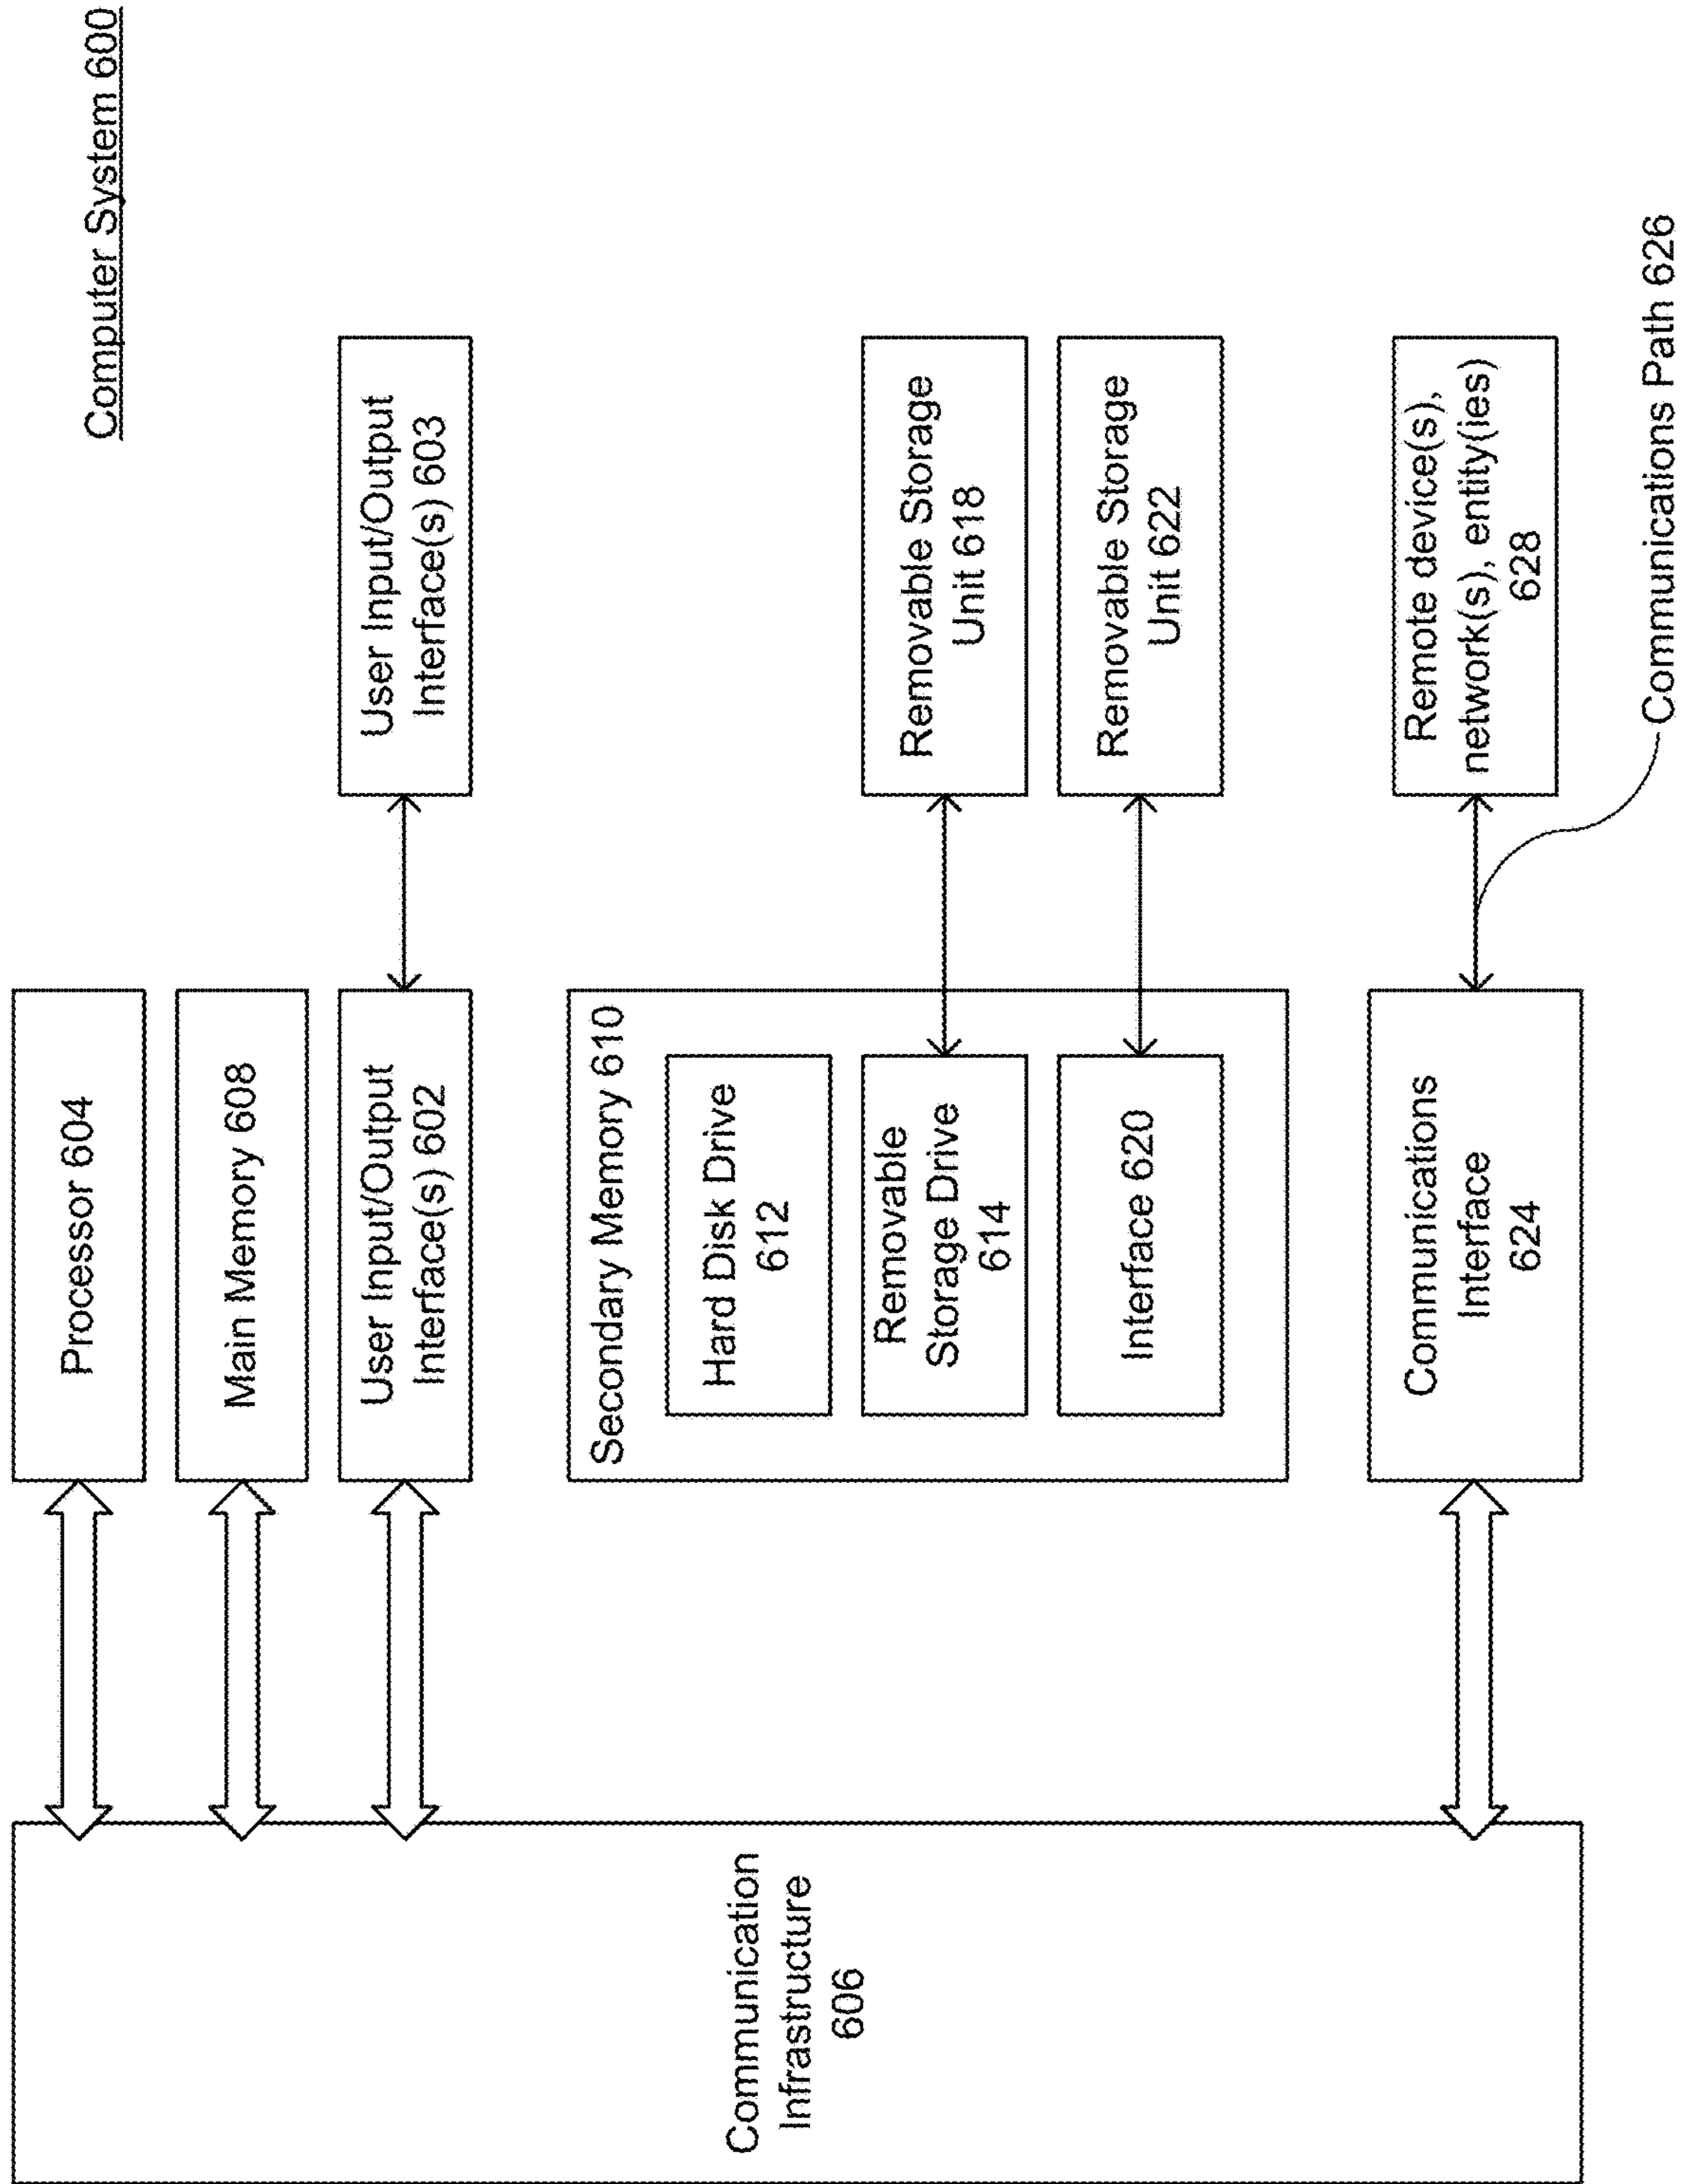 Computer System 600
Processor 604
Main Memory 608
User Input/Output
Interface(s) 602
User Input/Output
Interface(s) 603
Communication
Infrastructure
606
Secondary Memory 610
Hard Disk Drive
612
Removable
Storage Drive
614
Removable Storage
Unit 618
Interface 620
Removable Storage
Unit 622
Communications
Interface
624
Remote device(s),
network(s), entity(ies)
628
Communications Path 626